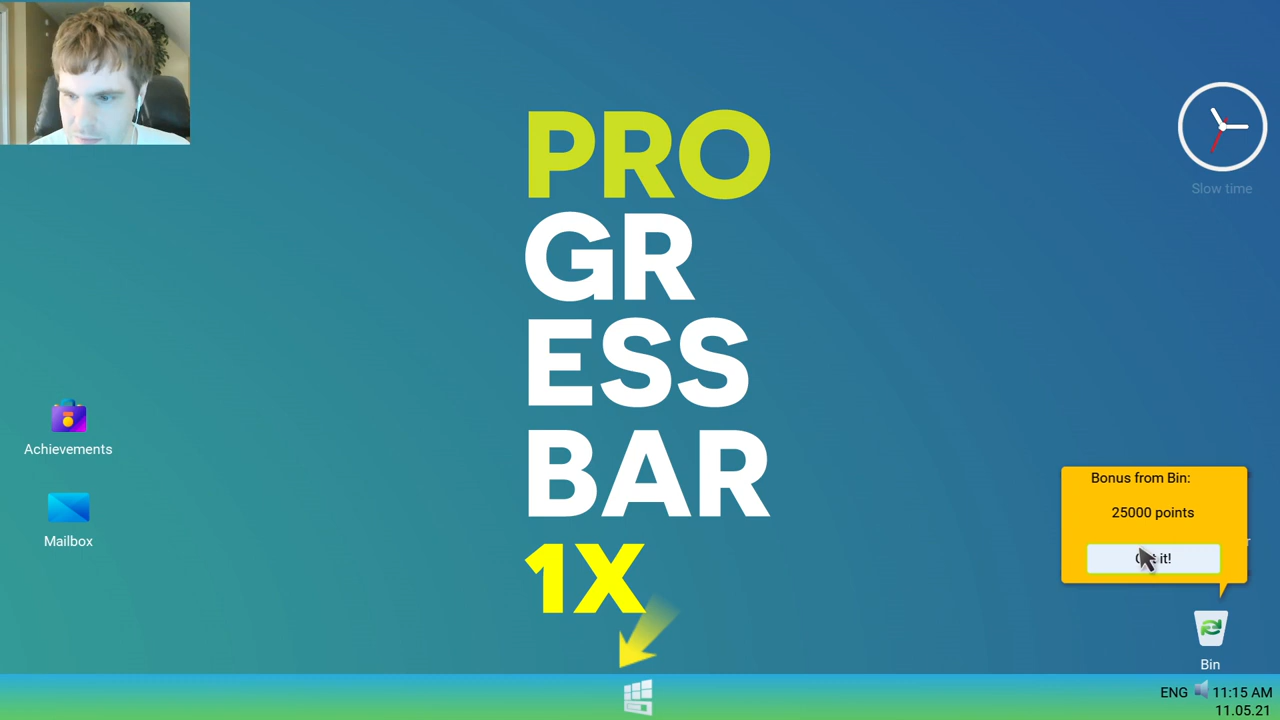 PRO
GR
ESS
BAR
1X
Slow time
Achievements
Mailbox
Bonus from Bin:
25000 points
it!
Bin
ENG 11:15 AM
11.05.21